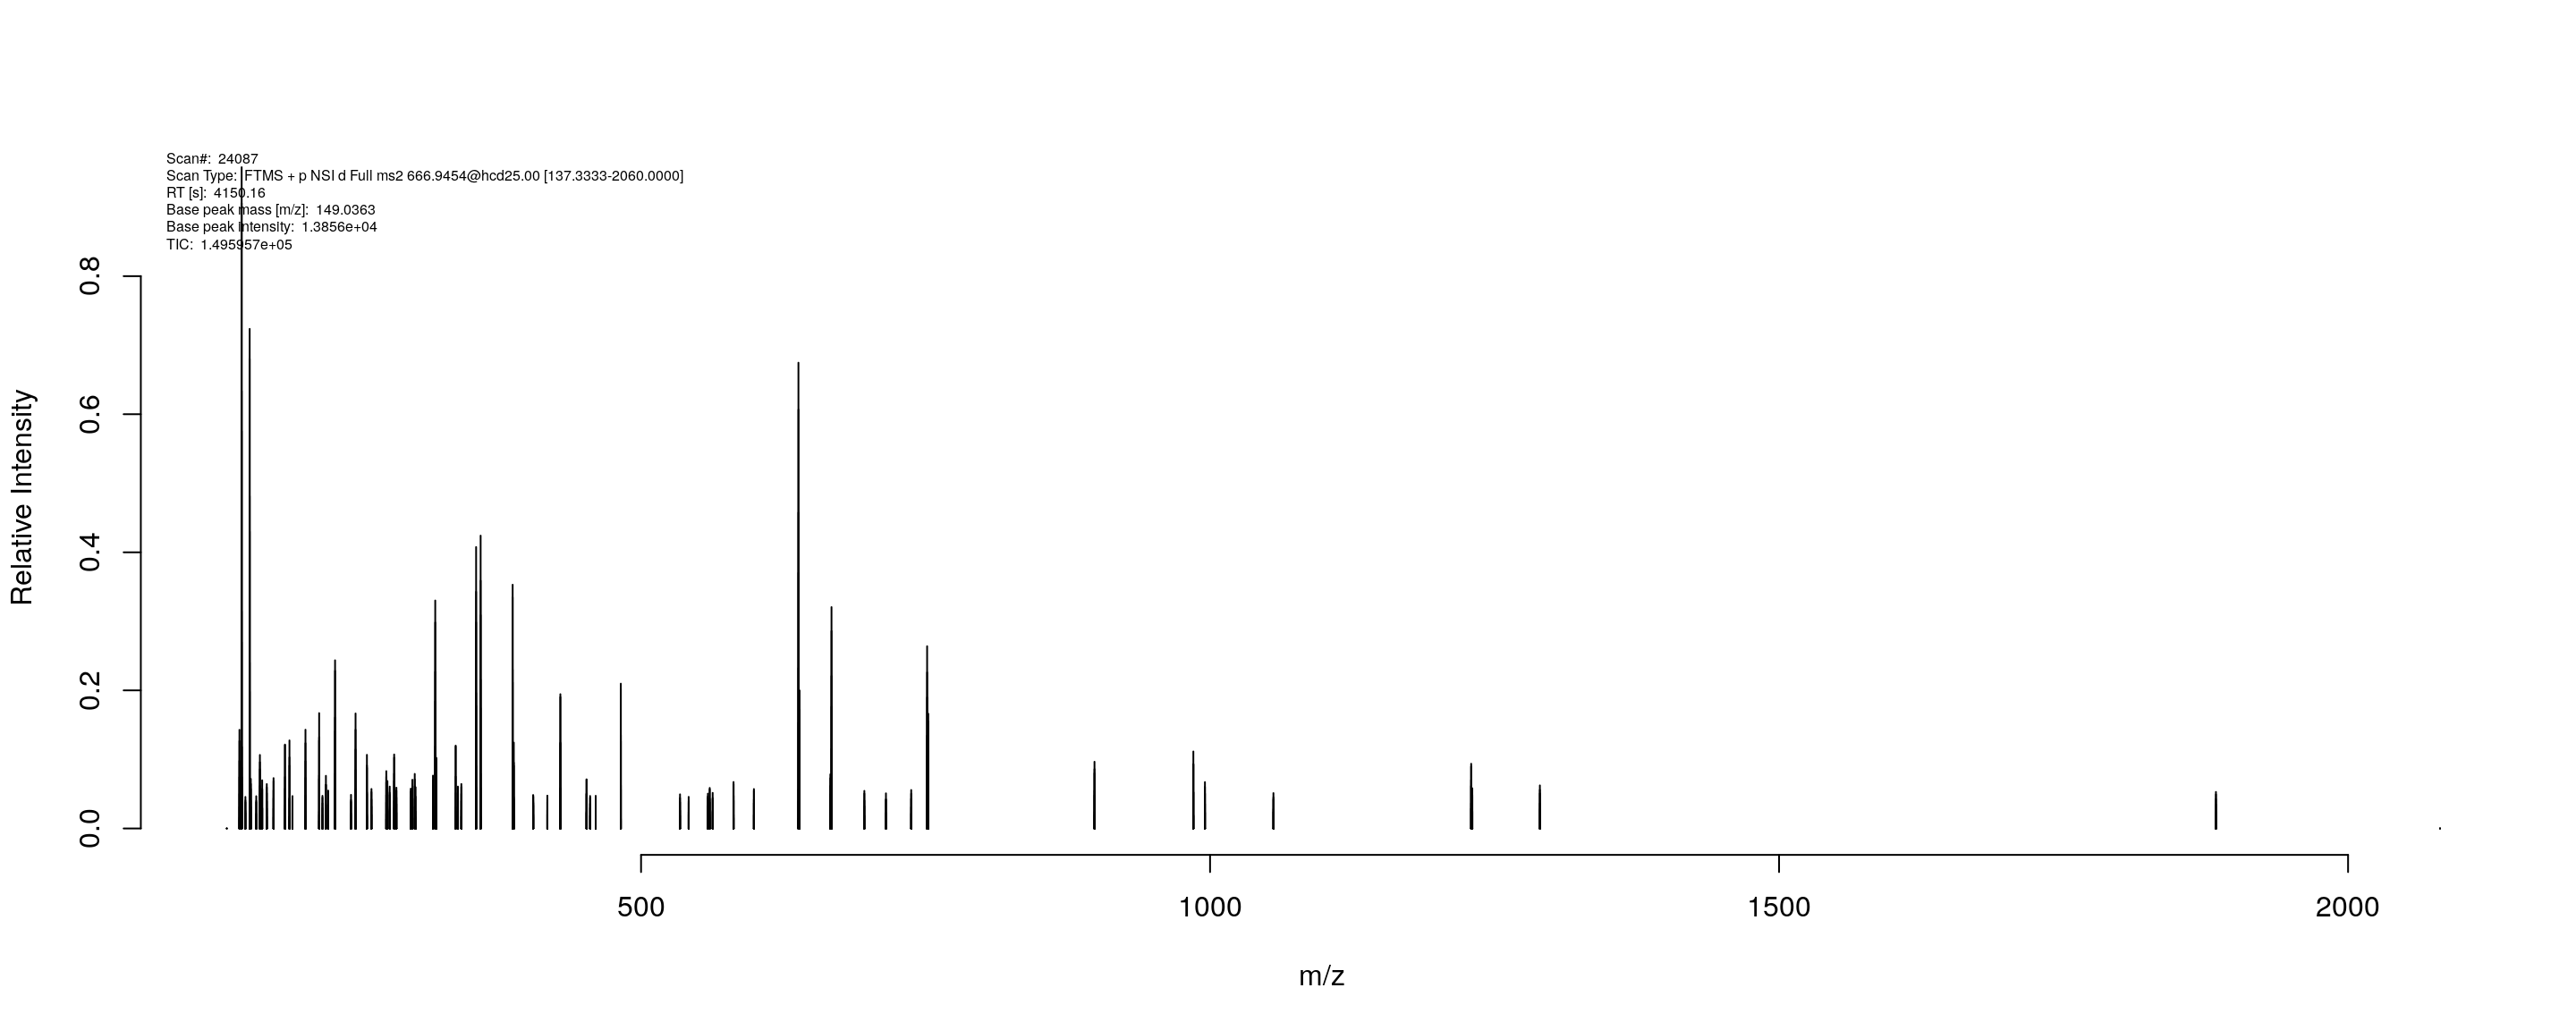 Scan#: 24087
Scan Type: FTMS + p NSI d Full ms2 666.9454@hcd25.00 [137.3333-2060.0000]
RT [s]: 4150.16
Base peak mass [m/z]: 149.0363
Base peak intensity: 1.3856e+04
TIC: 1.495957e+05
0.8
0.6
0.4
0.2
0.0
Relative Intensity
500 1000 1500 2000
m/z